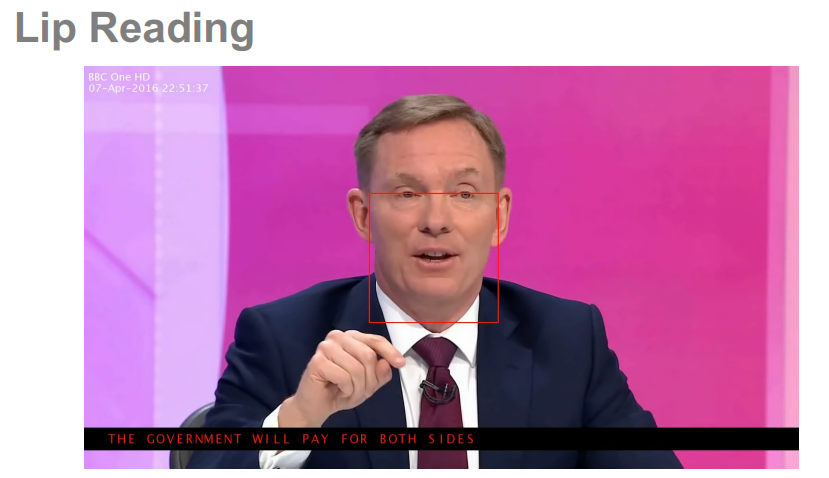 Lip Reading
BBC One HD
07-Apr-2016 22:51:37
THE GOVERNMENT WILL PAY FOR BOTH SIDES